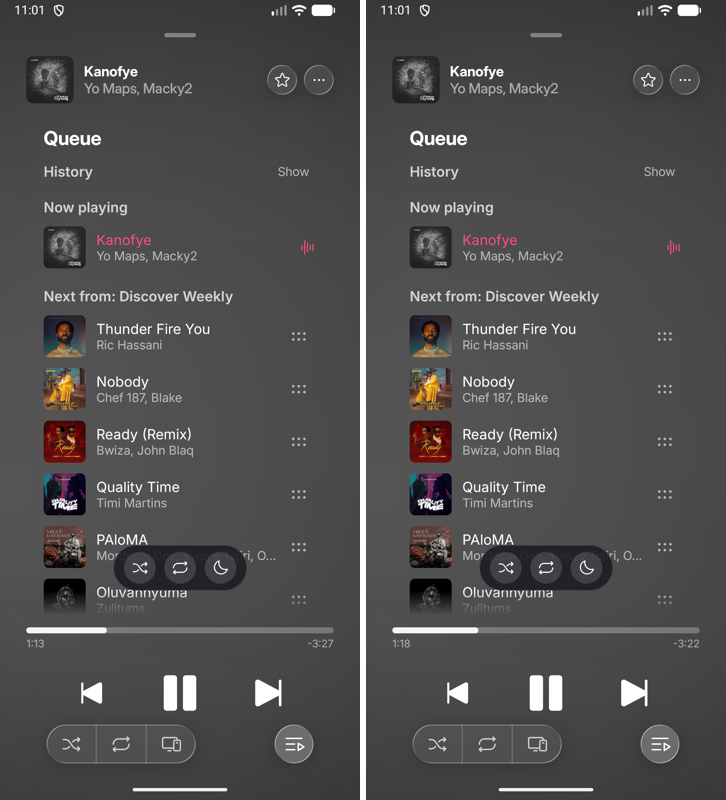 11:01
Kanofye
Yo Maps, Macky2
Queue
History
Show
Now playing
Kanofye
Yo Maps, Macky2
Next from: Discover Weekly
Thunder Fire You
Ric Hassani
Nobody
Chef 187, Blake
Ready (Remix)
Bwiza, John Blaq
Quality Time
Timi Martins
PAloMA
O...
Oluvannyuma
Zulitums
1:13
-3:27
11:01
Kanofye
Yo Maps, Macky2
Queue
History
Show
Now playing
Kanofye
Yo Maps, Macky2
Next from: Discover Weekly
Thunder Fire You
Ric Hassani
Nobody
Chef 187, Blake
Ready (Remix)
Bwiza, John Blaq
Quality Time
Timi Martins
PAloMA
O...
Oluvannyuma
Zulitums
1:18
-3:22